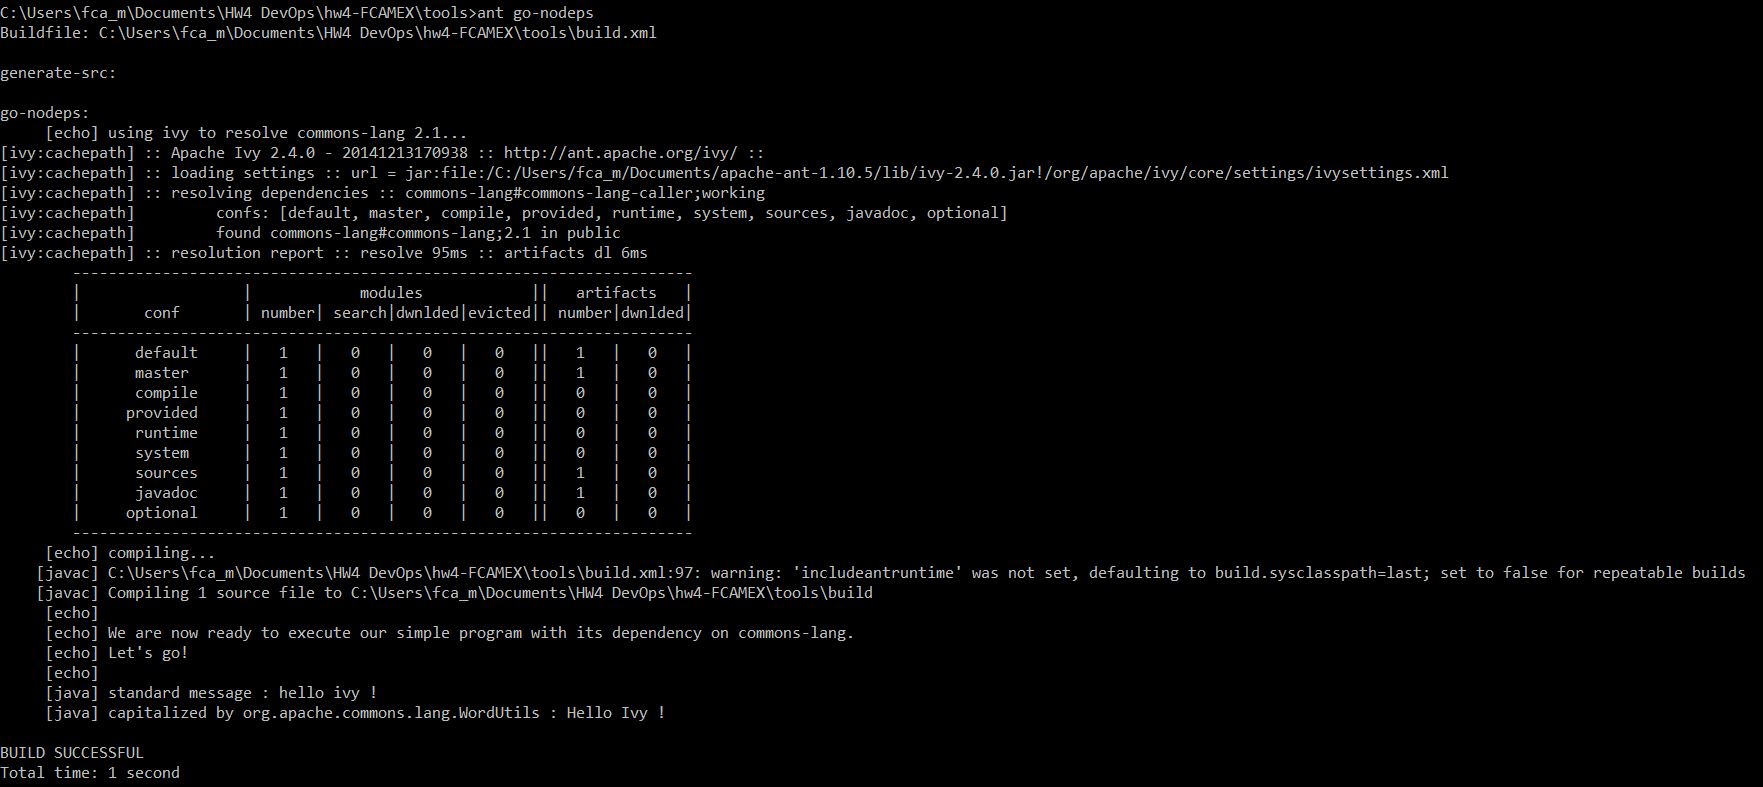 C:\Users\fca_m\Documents\HW4 DevOps\hw4-FCAMEX\tools>ant go-nodeps
Buildfile: C:\Users\fca_m\Documents\HW4 DevOps\hw4-FCAMEX\tools\build.xml

generate-src:

go-nodeps:
     [echo] using ivy to resolve commons-lang 2.1...
[ivy:cachepath] :: Apache Ivy 2.4.0 - 20141213170938 :: http://ant.apache.org/ivy/ ::
[ivy:cachepath] :: loading settings :: url = jar:file:/C:/Users/fca_m/Documents/apache-ant-1.10.5/lib/ivy-2.4.0.jar!/org/apache/ivy/core/settings/ivysettings.xml
[ivy:cachepath] :: resolving dependencies :: commons-lang#commons-lang-caller;working
[ivy:cachepath]         confs: [default, master, compile, provided, runtime, system, sources, javadoc, optional]
[ivy:cachepath]         found commons-lang#commons-lang;2.1 in public
[ivy:cachepath] :: resolution report :: resolve 95ms :: artifacts dl 6ms
        ---------------------------------------------------------------------
        |                  |            modules            ||   artifacts   |
        |       conf       | number| search|dwnlded|evicted|| number|dwnlded|
        ---------------------------------------------------------------------
        |      default     |   1   |   0   |   0   |   0   ||   1   |   0   |
        |      master      |   1   |   0   |   0   |   0   ||   1   |   0   |
        |      compile     |   1   |   0   |   0   |   0   ||   0   |   0   |
        |     provided     |   1   |   0   |   0   |   0   ||   0   |   0   |
        |      runtime     |   1   |   0   |   0   |   0   ||   0   |   0   |
        |      system      |   1   |   0   |   0   |   0   ||   0   |   0   |
        |      sources     |   1   |   0   |   0   |   0   ||   1   |   0   |
        |      javadoc     |   1   |   0   |   0   |   0   ||   1   |   0   |
        |     optional     |   1   |   0   |   0   |   0   ||   0   |   0   |
        ---------------------------------------------------------------------
     [echo] compiling...
    [javac] C:\Users\fca_m\Documents\HW4 DevOps\hw4-FCAMEX\tools\build.xml:97: warning: 'includeantruntime' was not set, defaulting to build.sysclasspath=last; set to false for repeatable builds
    [javac] Compiling 1 source file to C:\Users\fca_m\Documents\HW4 DevOps\hw4-FCAMEX\tools\build
     [echo]
     [echo] We are now ready to execute our simple program with its dependency on commons-lang.
     [echo] Let's go!
     [echo]
     [java] standard message : hello ivy !
     [java] capitalized by org.apache.commons.lang.WordUtils : Hello Ivy !

BUILD SUCCESSFUL
Total time: 1 second